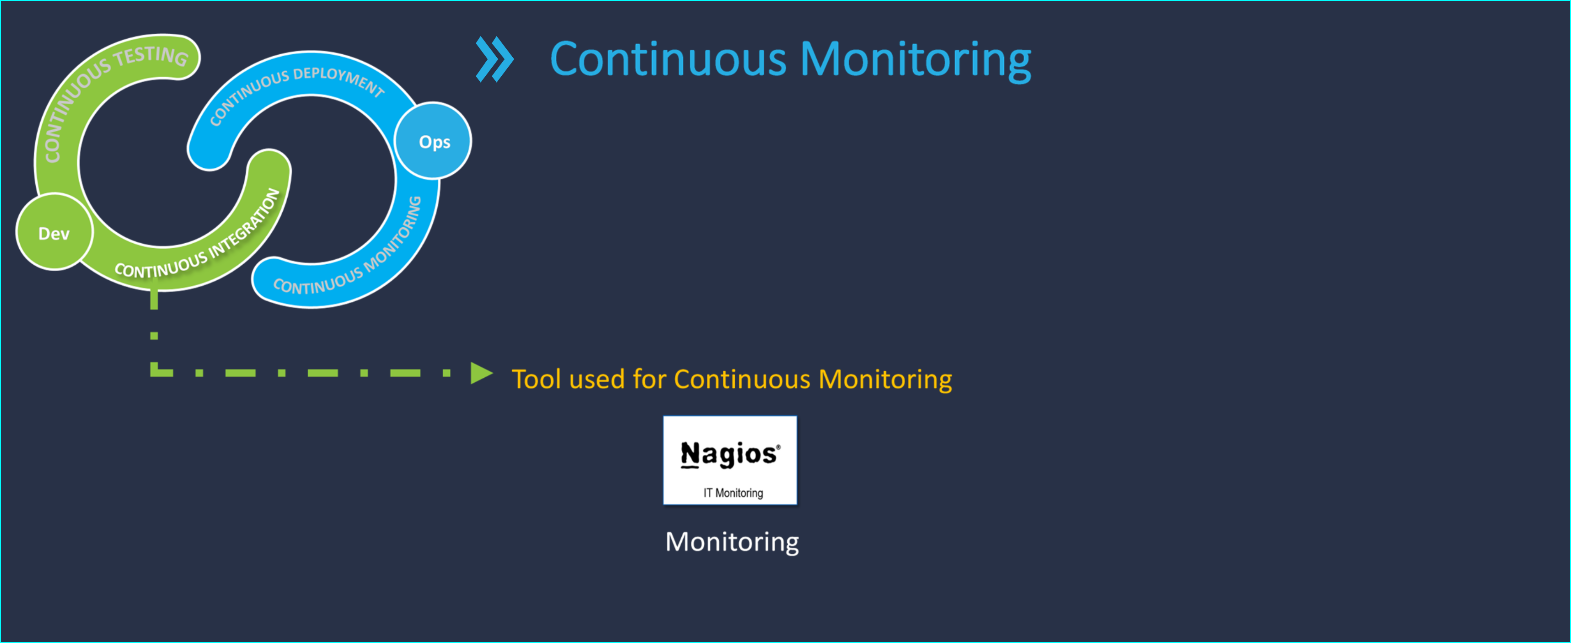 Continuous Monitoring
CONTINUOUS TESTING
CONTINUOUS DEPLOYMENT
Ops
Dev
CONTINUOUS INTEGRATION
CONTINUOUS MONITORING
Tool used for Continuous Monitoring
Nagios®
IT Monitoring
Monitoring